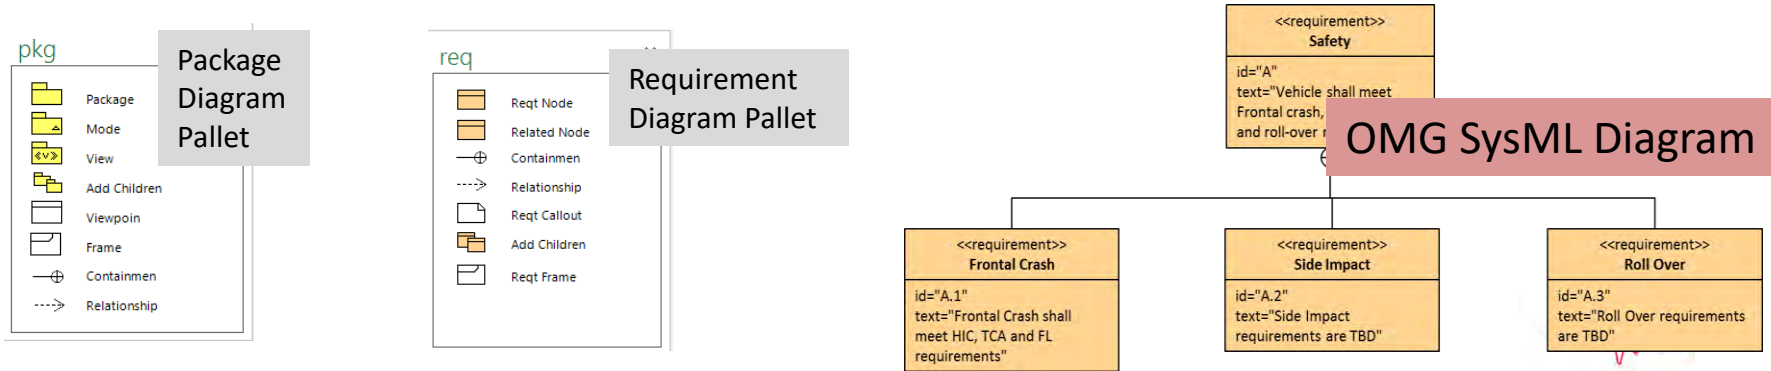 pkg
Package
Mode
View
Add Children
Viewpoin
Frame
Containmen
Relationship
Package
Diagram
Pallet
req
Reqt Node
Related Node
Containmen
Relationship
Reqt Callout
Add Children
Reqt Frame
Requirement
Diagram Pallet
<<requirement>>
Safety
id="A"
text="Vehicle shall meet
Frontal crash,
and roll-over
OMG SysML Diagram
<<requirement>>
Frontal Crash
id="A.1"
text="Frontal Crash shall
meet HIC, TCA and FL
requirements"
<<requirement>>
Side Impact
id="A.2"
text="Side Impact
requirements are TBD"
<<requirement>>
Roll Over
id="A.3"
text="Roll Over requirements
are TBD"